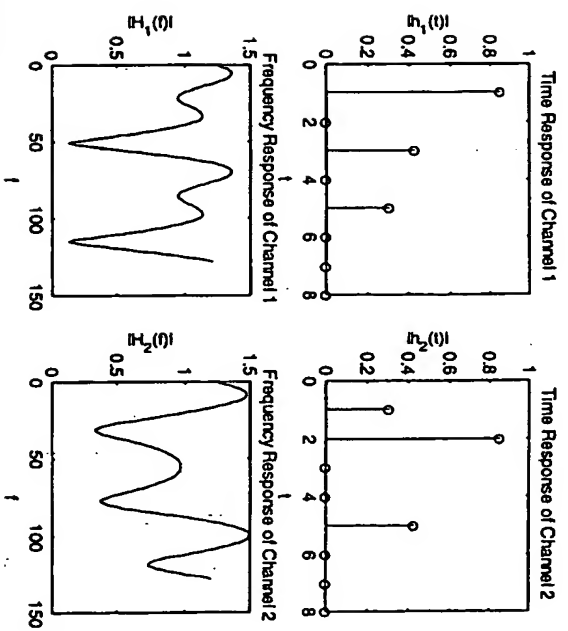 Time Response of Channel 1
|h₁(t)|
1
0.8
0.6
0.4
0.2
0
0 2 4 6 8
t
Time Response of Channel 2
|h₂(t)|
1
0.8
0.6
0.4
0.2
0
0 2 4 6 8
t
Frequency Response of Channel 1
|H₁(f)|
1.5
1
0.5
0 50 100 150
f
Frequency Response of Channel 2
|H₂(f)|
1.5
1
0.5
0 50 100 150
f